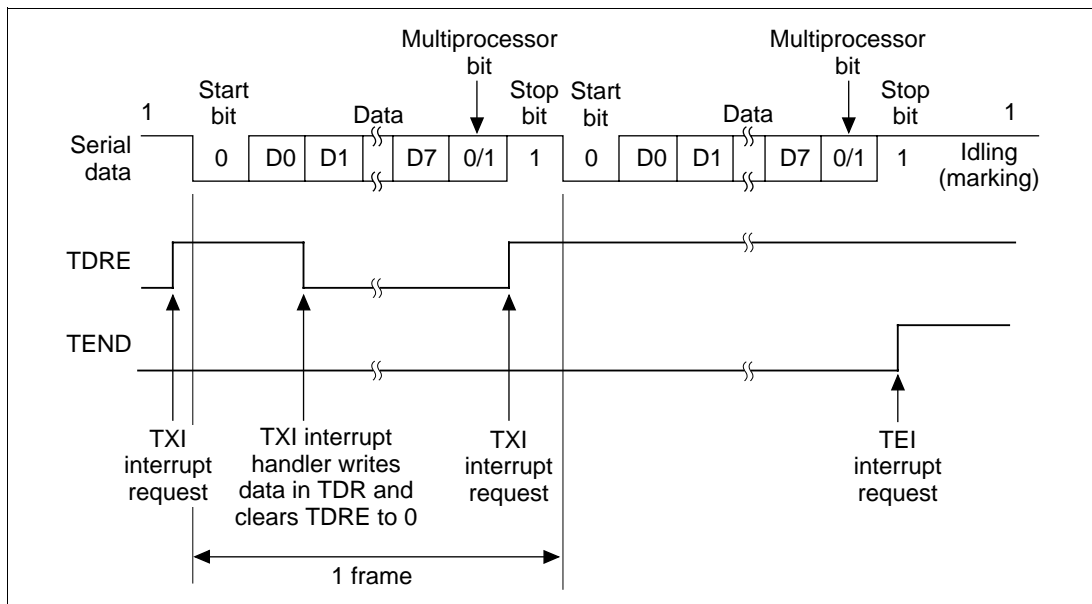 Multiprocessor
bit
Multiprocessor
bit
1
Start
bit
Data
Stop
bit
Start
bit
Data
Stop
bit
1
Serial
data
0
D0
D1
D7
0/1
1
0
D0
D1
D7
0/1
1
Idling
(marking)
TDRE
TEND
TXI
interrupt
request
TXI interrupt
handler writes
data in TDR and
clears TDRE to 0
TXI
interrupt
request
TEI
interrupt
request
1 frame